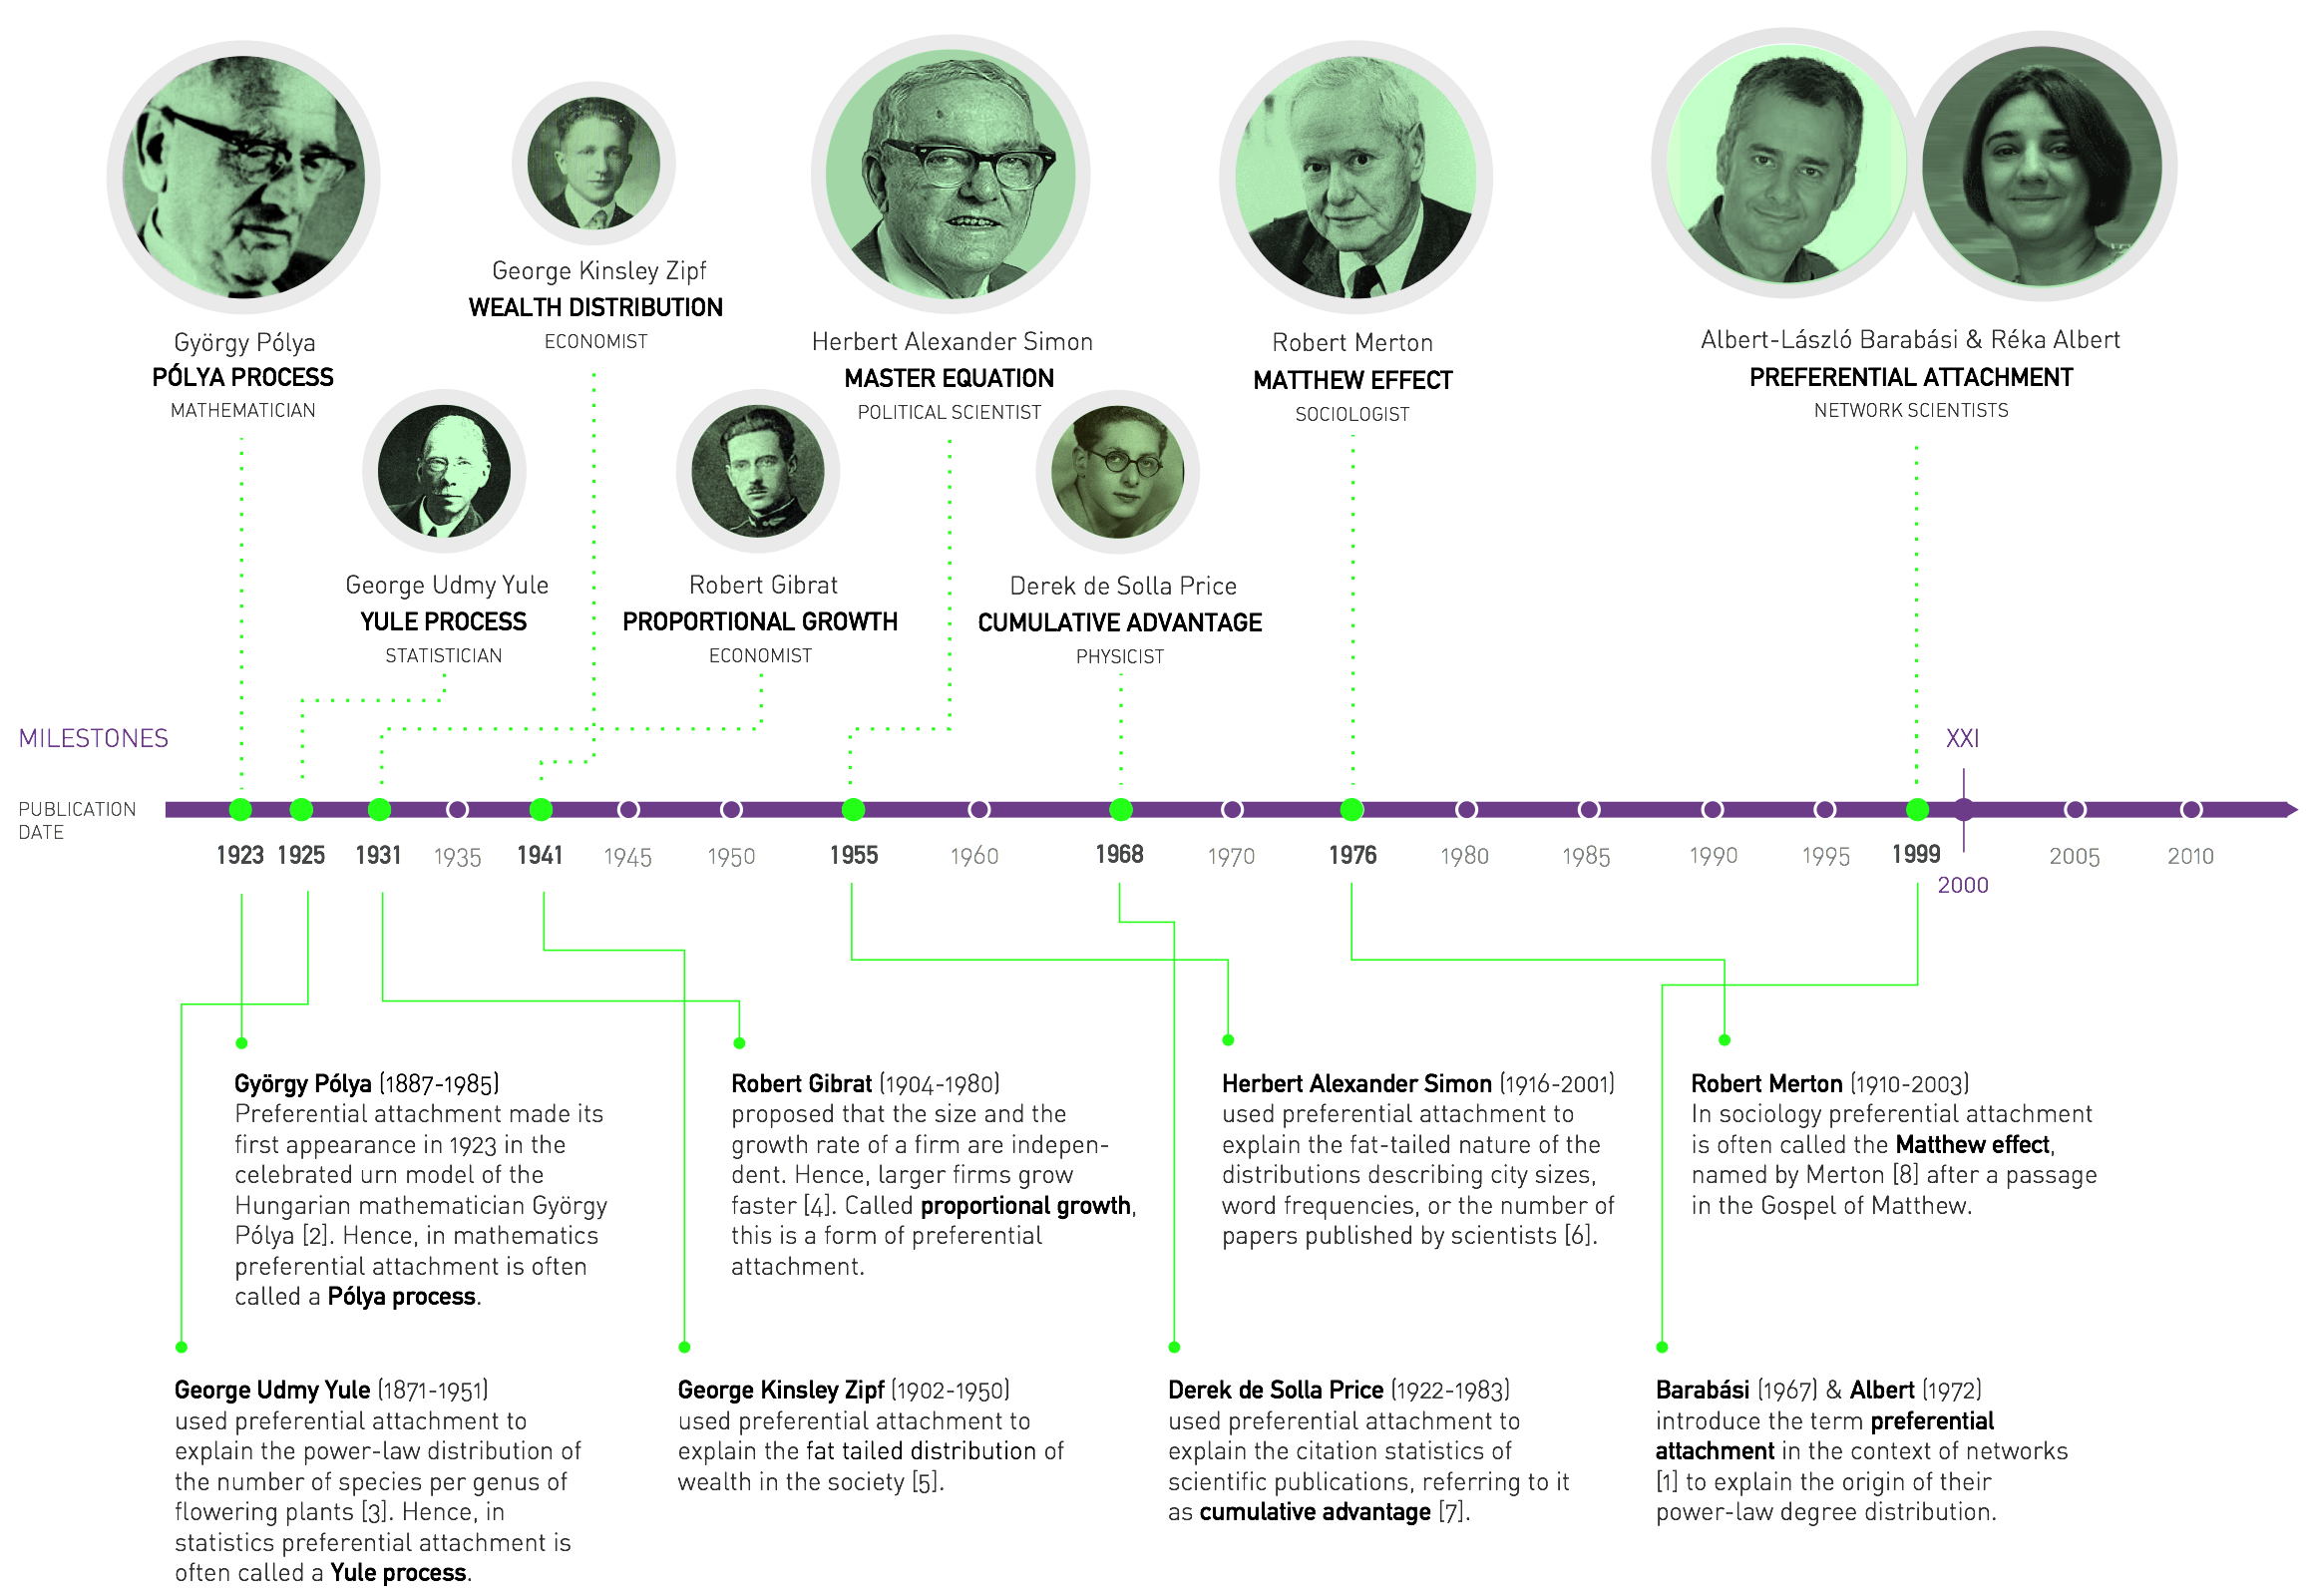 György Pólya
PÓLYA PROCESS
MATHEMATICIAN
George Kinsley Zipf
WEALTH DISTRIBUTION
ECONOMIST
Herbert Alexander Simon
MASTER EQUATION
POLITICAL SCIENTIST
Robert Merton
MATTHEW EFFECT
SOCIOLOGIST
Albert-László Barabási & Réka Albert
PREFERENTIAL ATTACHMENT
NETWORK SCIENTISTS
George Udmy Yule
YULE PROCESS
STATISTICIAN
Robert Gibrat
PROPORTIONAL GROWTH
ECONOMIST
Derek de Solla Price
CUMULATIVE ADVANTAGE
PHYSICIST
MILESTONES
XXI
PUBLICATION
DATE
1923 1925 1931 1935 1941 1945 1950 1955 1960 1968 1970 1976 1980 1985 1990 1995 1999 2005 2010
2000
György Pólya (1887-1985)
Preferential attachment made its
first appearance in 1923 in the
celebrated urn model of the
Hungarian mathematician György
Pólya [2]. Hence, in mathematics
preferential attachment is often
called a Pólya process.
Robert Gibrat (1904-1980)
proposed that the size and the
growth rate of a firm are indepen-
dent. Hence, larger firms grow
faster [4]. Called proportional growth,
this is a form of preferential
attachment.
Herbert Alexander Simon (1916-2001)
used preferential attachment to
explain the fat-tailed nature of the
distributions describing city sizes,
word frequencies, or the number of
papers published by scientists [6].
Robert Merton (1910-2003)
In sociology preferential attachment
is often called the Matthew effect,
named by Merton [8] after a passage
in the Gospel of Matthew.
George Udmy Yule (1871-1951)
used preferential attachment to
explain the power-law distribution of
the number of species per genus of
flowering plants [3]. Hence, in
statistics preferential attachment is
often called a Yule process.
George Kinsley Zipf (1902-1950)
used preferential attachment to
explain the fat tailed distribution of
wealth in the society [5].
Derek de Solla Price (1922-1983)
used preferential attachment to
explain the citation statistics of
scientific publications, referring to it
as cumulative advantage [7].
Barabási (1967) & Albert (1972)
introduce the term preferential
attachment in the context of networks
[1] to explain the origin of their
power-law degree distribution.